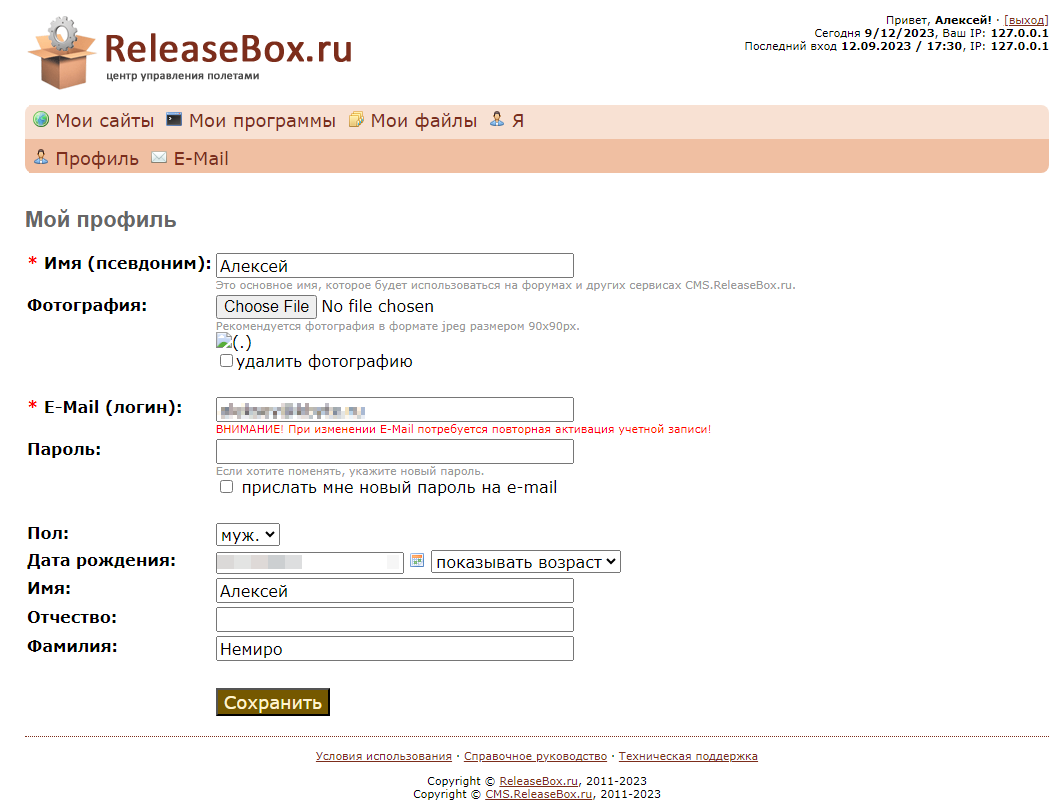 ReleaseBox.ru
центр управления полетами
Привет, Алексей! · [выход]
Сегодня 9/12/2023, Ваш IP: 127.0.0.1
Последний вход 12.09.2023 / 17:30, IP: 127.0.0.1
Мои сайты Мои программы Мои файлы Я
Профиль E-Mail
Мой профиль
* Имя (псевдоним): Алексей
Это основное имя, которое будет использоваться на форумах и других сервисах CMS.ReleaseBox.ru.
Фотография: Choose File No file chosen
Рекомендуется фотография в формате jpeg размером 90x90px.
(.)
удалить фотографию
* E-Mail (логин):
ВНИМАНИЕ! При изменении E-Mail потребуется повторная активация учетной записи!
Пароль:
Если хотите поменять, укажите новый пароль.
прислать мне новый пароль на e-mail
Пол: муж.
Дата рождения: показывать возраст
Имя: Алексей
Отчество:
Фамилия: Немиро
Сохранить
Условия использования · Справочное руководство · Техническая поддержка
Copyright © ReleaseBox.ru, 2011-2023
Copyright © CMS.ReleaseBox.ru, 2011-2023